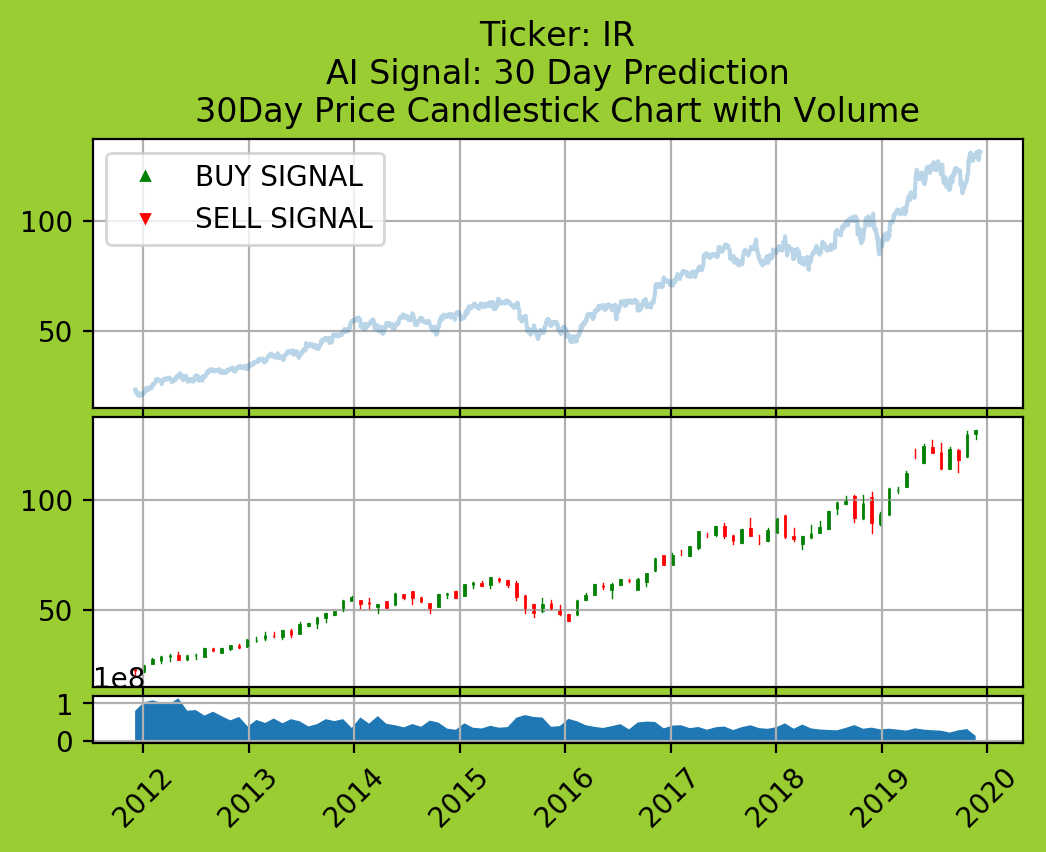 Ticker: IR
AI Signal: 30 Day Prediction
30Day Price Candlestick Chart with Volume
BUY SIGNAL
SELL SIGNAL
100
50
100
50
1e8
1
0
2012 2013 2014 2015 2016 2017 2018 2019 2020